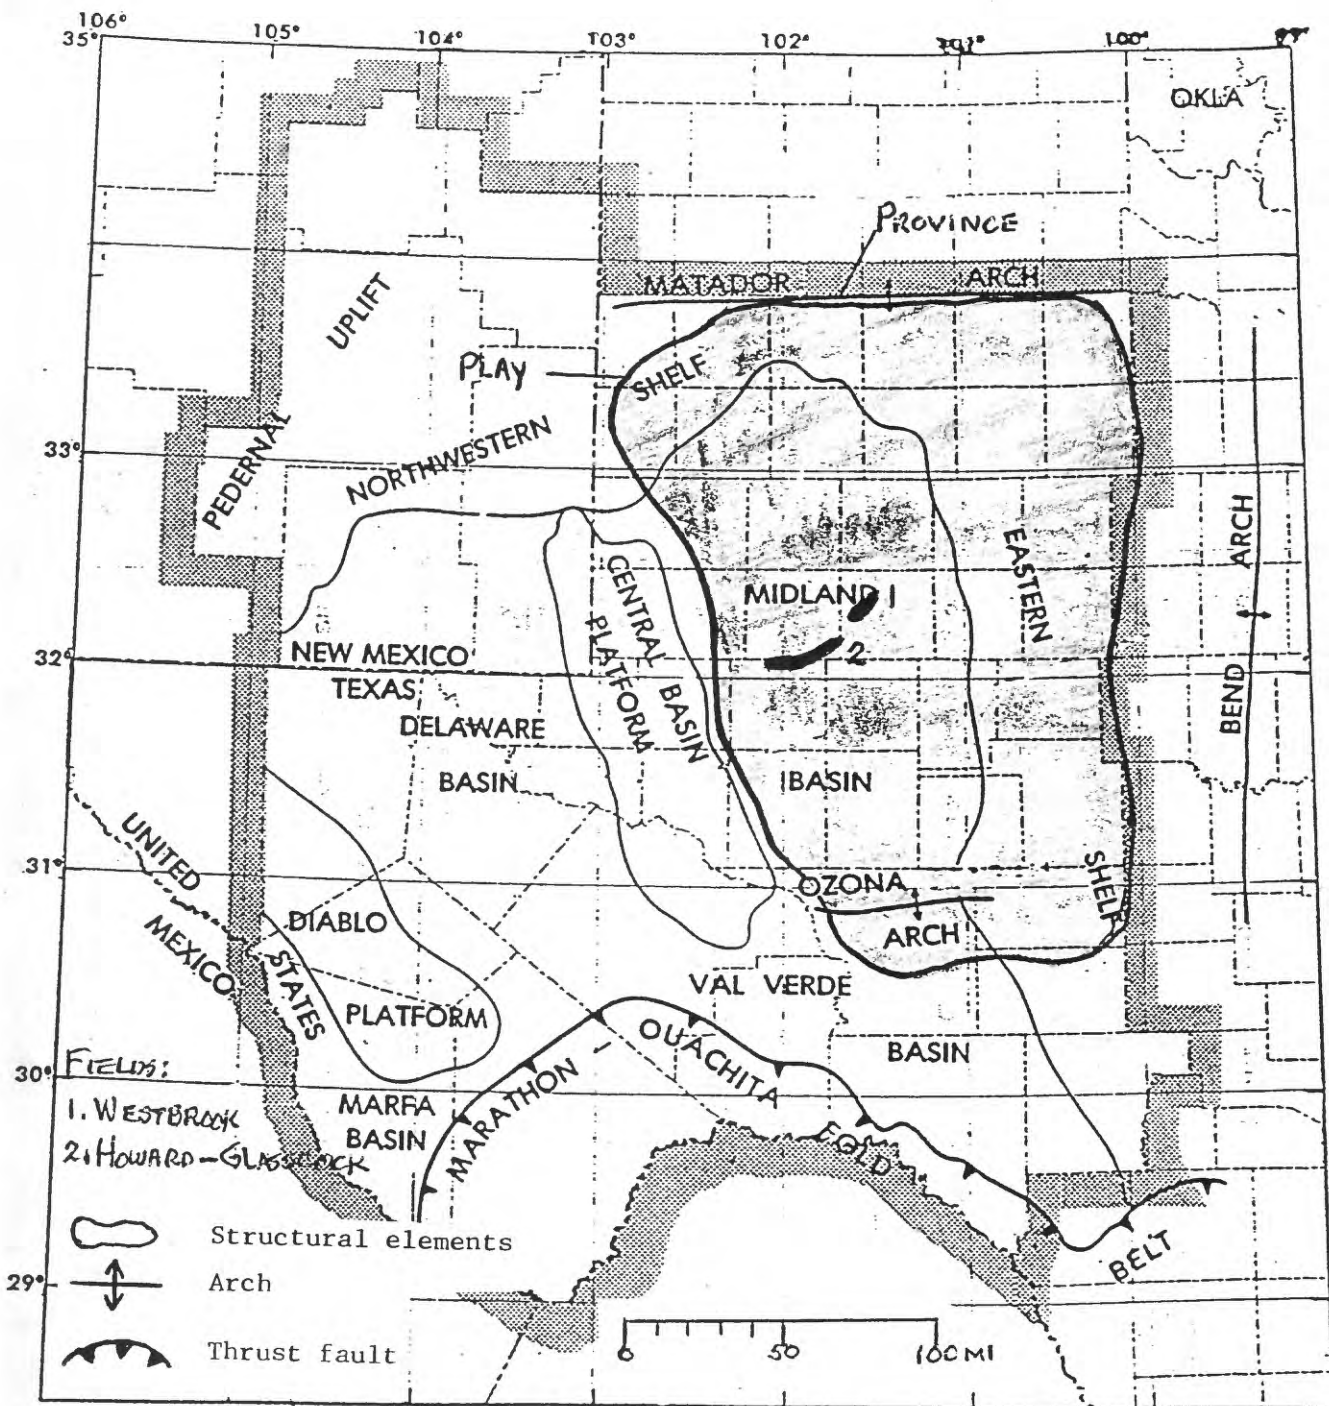 106°
35°
105°
104°
103°
102°
101°
100°
OKLA
PROVINCE
MATADOR ARCH
UPLIFT
PLAY
SHELF
33°
NORTHWESTERN
PEDERNAL
ARCH
EASTERN
CENTRAL BASIN
PLATFORM
MIDLAND 1
2
32°
NEW MEXICO
TEXAS
DELAWARE
BASIN
BASIN
BEND
UNITED
31°
OZONA
SHELF
DIABLO
ARCH
MEXICO
STATES
VAL VERDE
PLATFORM
OUACHITA
BASIN
FIELDS:
30°
MARFA
BASIN
MARATHON
1. WESTBROOK
2. HOWARD-GLASSCOCK
FOLD
Structural elements
BELT
Arch
29°
Thrust fault
0 50 100 MI